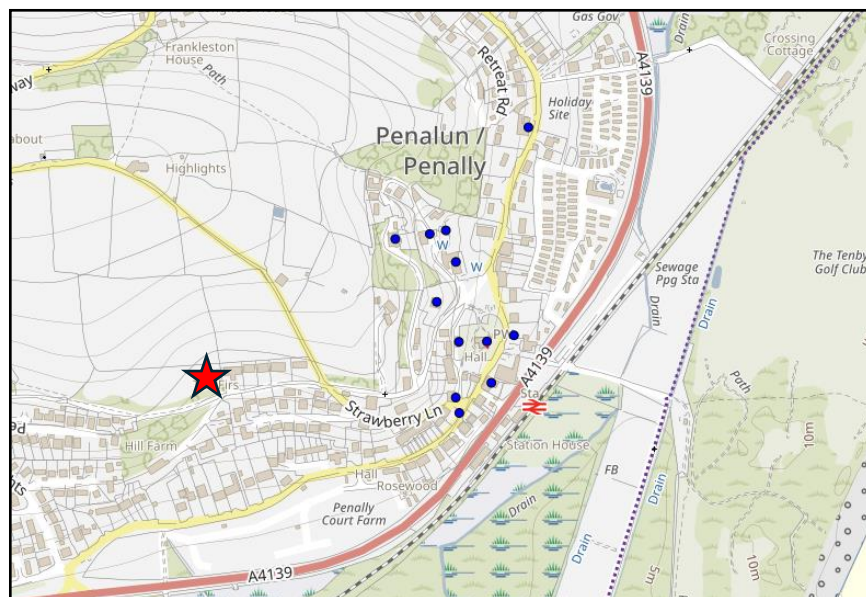 Gas Gov
Drain
Crossing
Cottage
Frankleston
House
Path
way
Retreat Rd
A4139
Holiday
Site
Penalun /
Penally
about
Highlights
W
W
Sewage
Ppg Sta
The Tenby
Golf Club
Drain
Drain
PW
Hall
A4139
Sta
Firs
Strawberry Ln
Path
Hill Farm
Station House
10m
Hall
FB
Rosewood
Drain
Drain
Penally
Court Farm
Drain
10m
5m
A4139